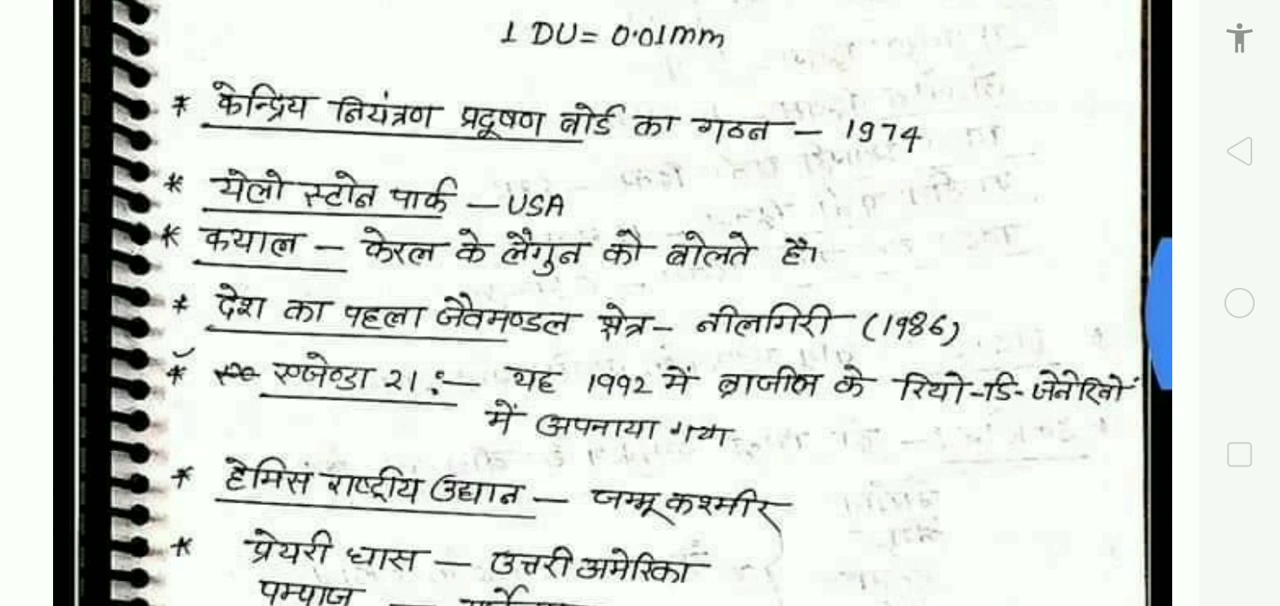 1 DU = 0.01mm
* केन्द्रिय नियंत्रण प्रदूषण बोर्ड का गठन – 1974
* येलो स्टोन पार्क – USA
* कयाल – केरल के लैगुन को बोलते है।
* देश का पहला जैवमण्डल क्षेत्र – नीलगिरी (1986)
* एजेण्डा 21 :– यह 1992 में ब्राजील के रियो-डि-जेनेरियो
में अपनाया गया
* हेमिस राष्ट्रीय उद्यान – जम्मू कश्मीर
* प्रेयरी घास – उत्तरी अमेरिका
पम्पाज –